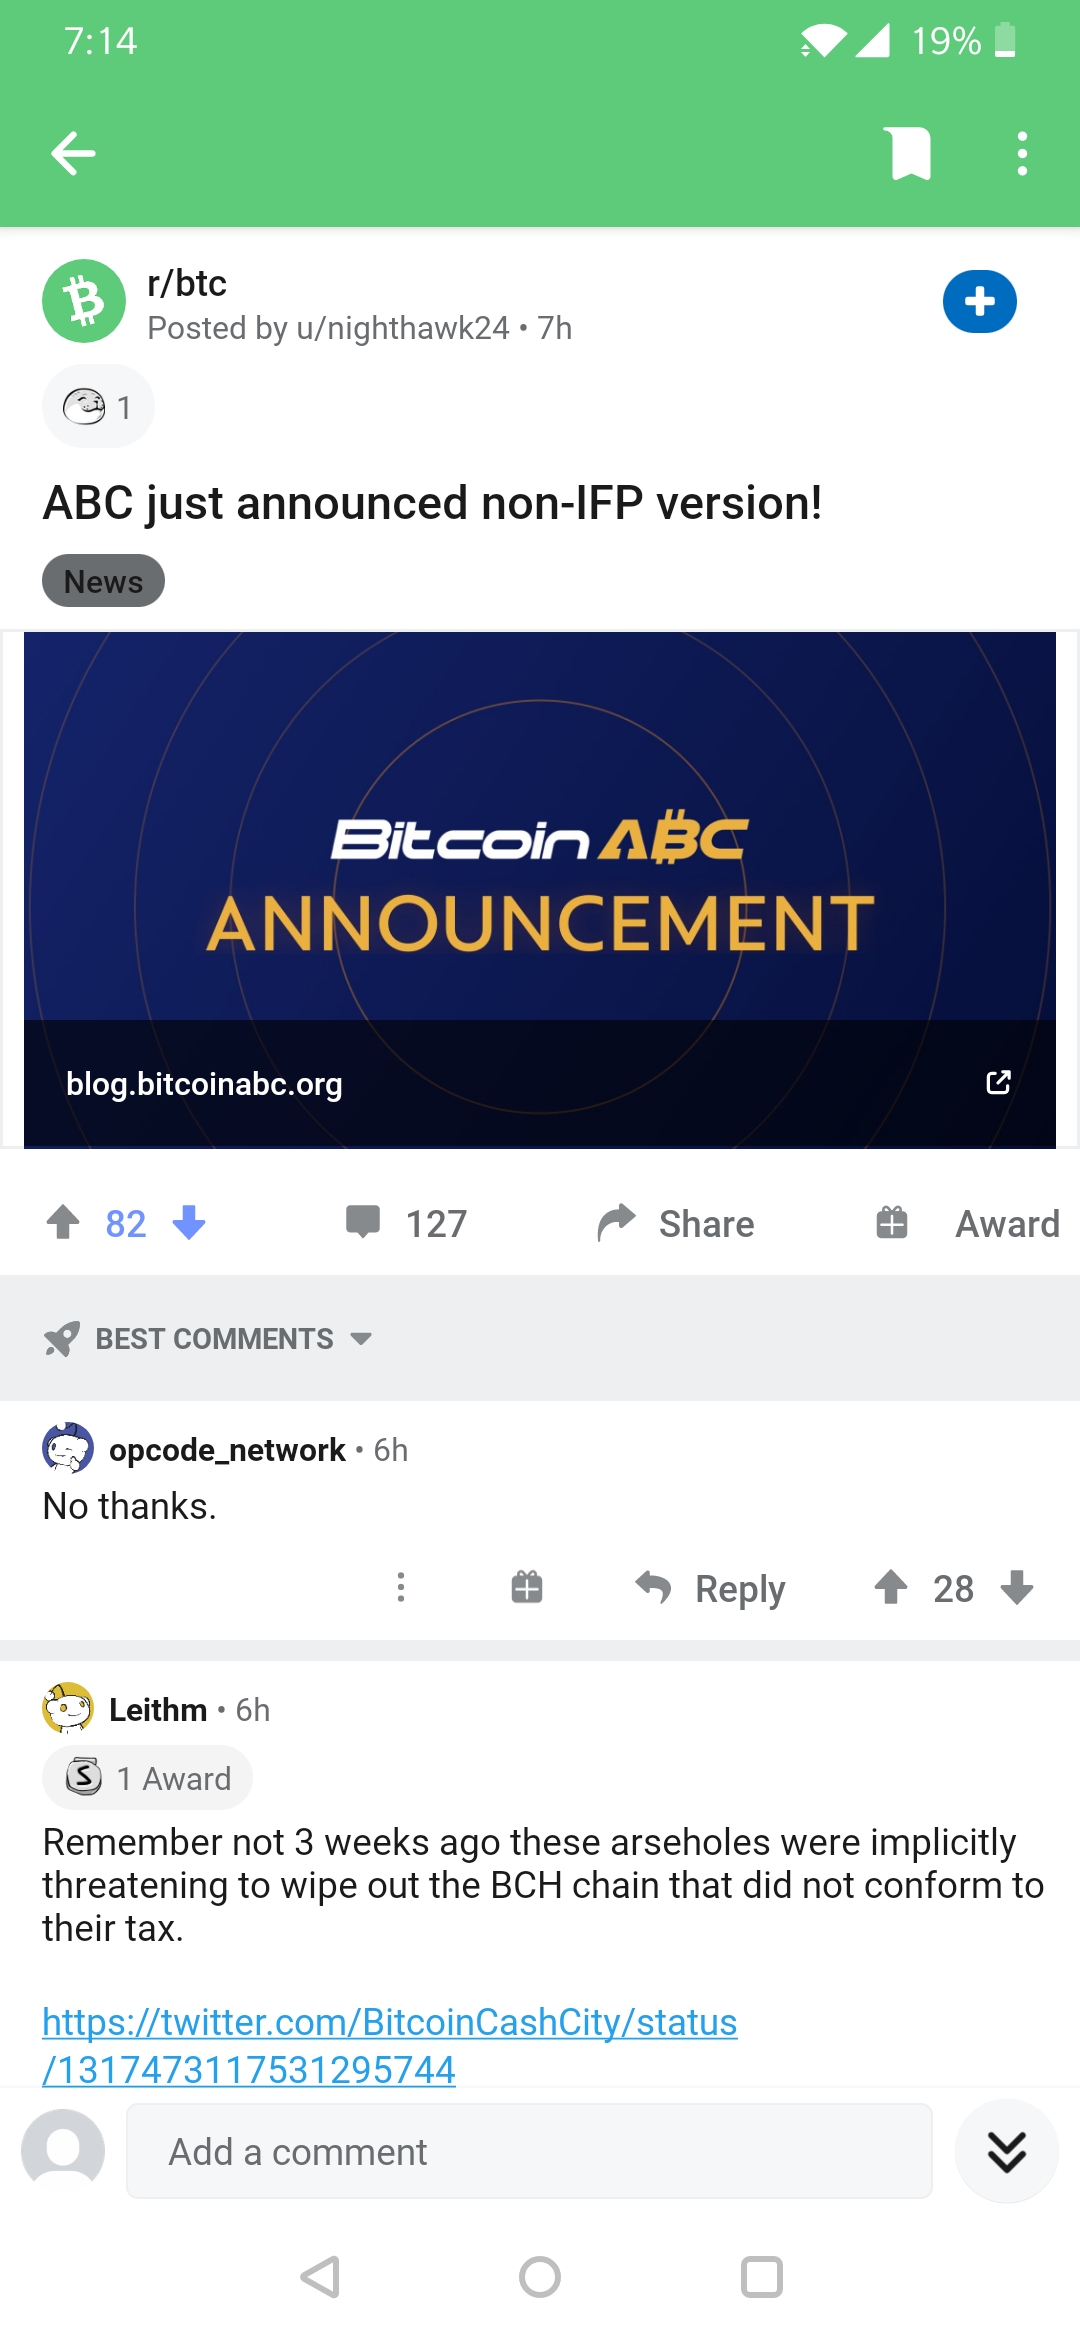 7:14
19%
r/btc
Posted by u/nighthawk24 • 7h
1
ABC just announced non-IFP version!
News
Bitcoin ABC
ANNOUNCEMENT
blog.bitcoinabc.org
82
127
Share
Award
BEST COMMENTS
opcode_network • 6h
No thanks.
Reply
28
Leithm • 6h
S 1 Award
Remember not 3 weeks ago these arseholes were implicitly
threatening to wipe out the BCH chain that did not conform to
their tax.
https://twitter.com/BitcoinCashCity/status
/1317473117531295744
Add a comment